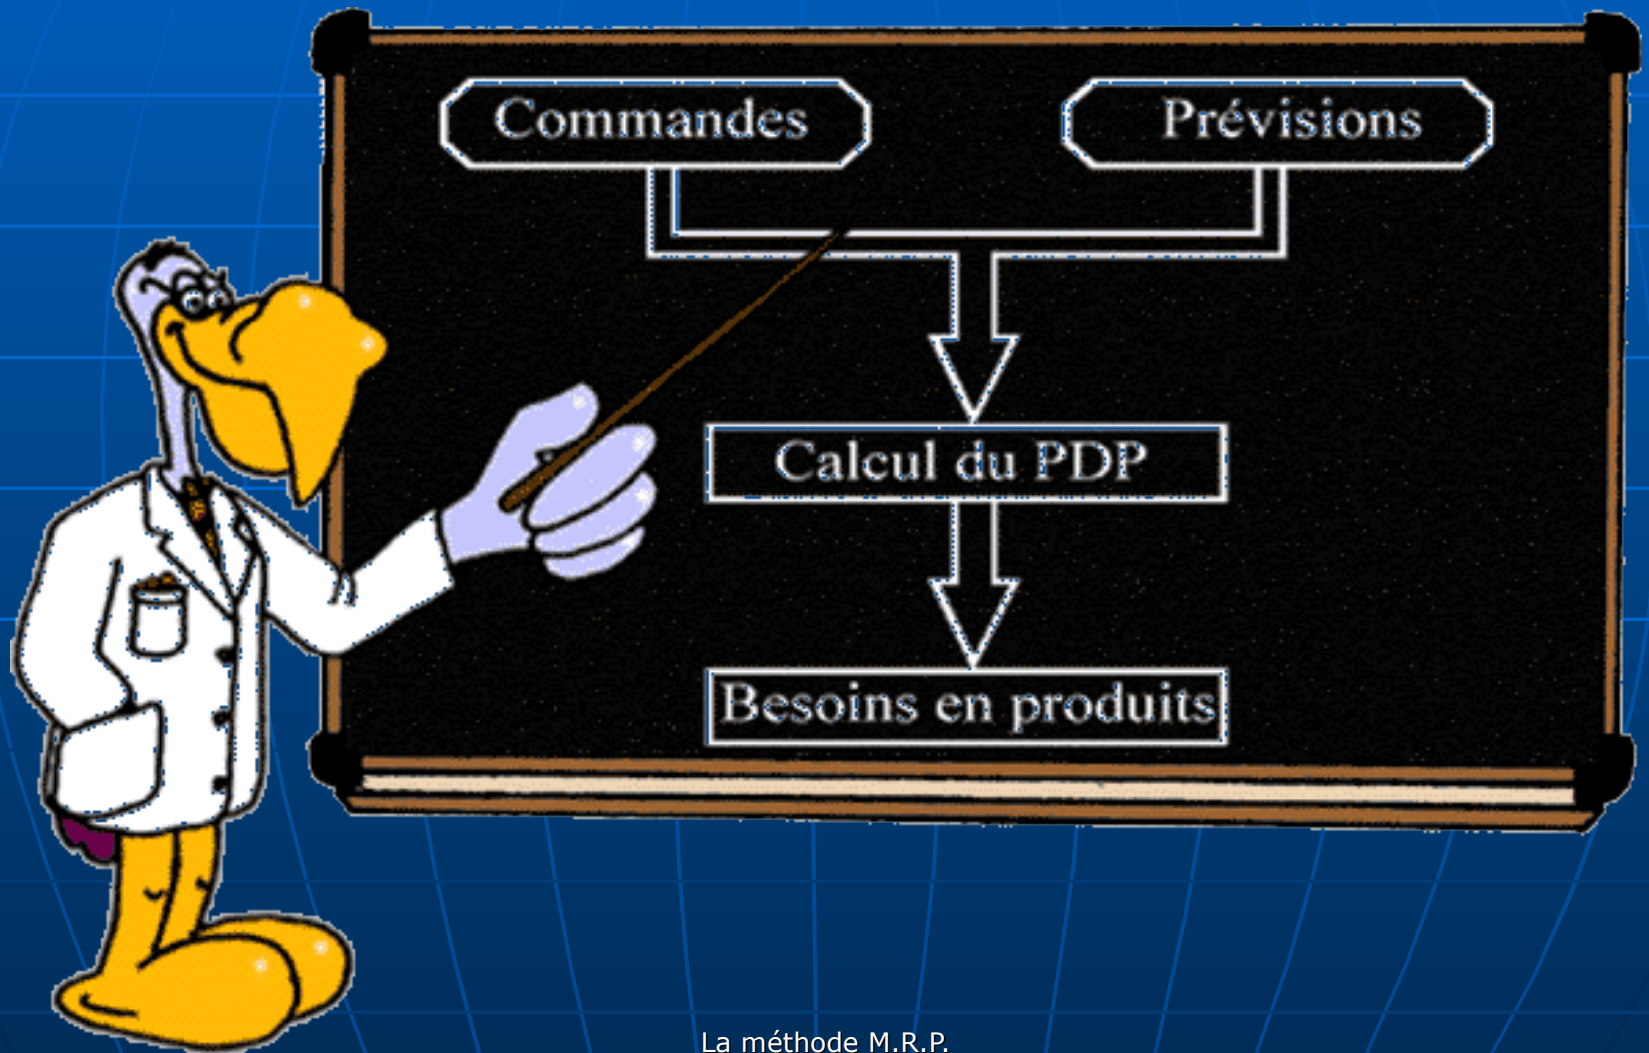 Commandes
Prévisions
Calcul du PDP
Besoins en produits
La méthode M.R.P.